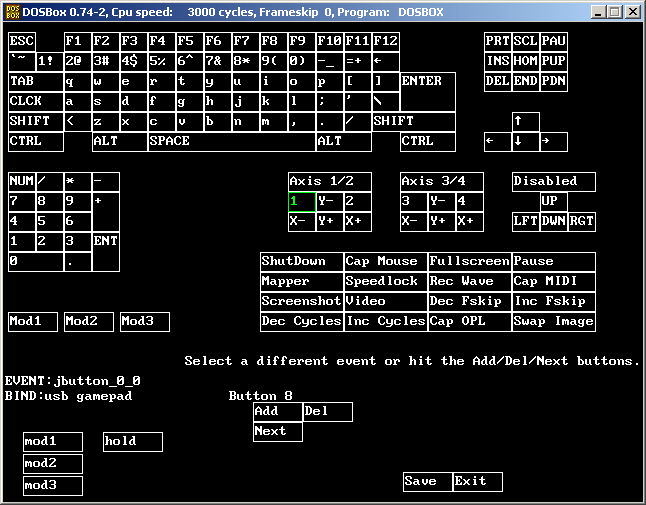 DOSBox 0.74-2, Cpu speed: 3000 cycles, Frameskip 0, Program: DOSBOX
ESC F1 F2 F3 F4 F5 F6 F7 F8 F9 F10 F11 F12 PRT SCL PAU
`~ 1! 2@ 3# 4$ 5% 6^ 7& 8* 9( 0) -_ =+ ← INS HOM PUP
TAB q w e r t y u i o p [ ] ENTER DEL END PDN
CLCK a s d f g h j k l ; ' \
SHIFT < z x c v b n m , . / SHIFT ↑
CTRL ALT SPACE ALT CTRL ← ↓ →
NUM / * - Axis 1/2 Axis 3/4 Disabled
7 8 9 + 1 Y- 2 3 Y- 4 UP
4 5 6 X- Y+ X+ X- Y+ X+ LFT DWN RGT
1 2 3 ENT
0 . ShutDown Cap Mouse Fullscreen Pause
Mapper Speedlock Rec Wave Cap MIDI
Screenshot Video Dec Fskip Inc Fskip
Mod1 Mod2 Mod3 Dec Cycles Inc Cycles Cap OPL Swap Image
Select a different event or hit the Add/Del/Next buttons.
EVENT:jbutton_0_0
BIND:usb gamepad Button 8
Add Del
Next
mod1 hold
mod2
mod3 Save Exit